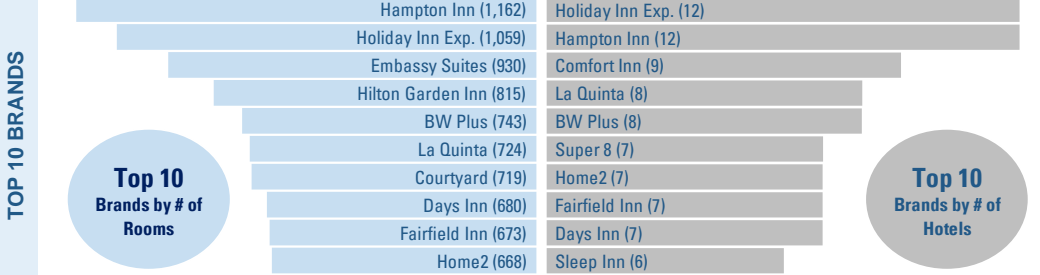 TOP 10 BRANDS
Hampton Inn (1,162)
Holiday Inn Exp. (1,059)
Embassy Suites (930)
Hilton Garden Inn (815)
BW Plus (743)
La Quinta (724)
Courtyard (719)
Days Inn (680)
Fairfield Inn (673)
Home2 (668)
Top 10
Brands by # of
Rooms
Holiday Inn Exp. (12)
Hampton Inn (12)
Comfort Inn (9)
La Quinta (8)
BW Plus (8)
Super 8 (7)
Home2 (7)
Fairfield Inn (7)
Days Inn (7)
Sleep Inn (6)
Top 10
Brands by # of
Hotels